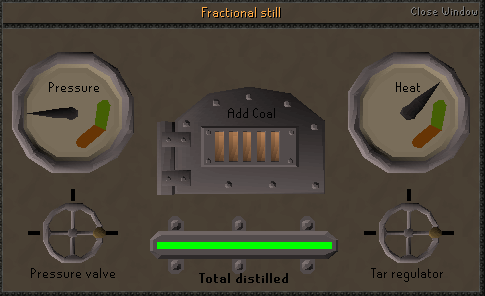 Fractional still
Close Window
Pressure
Heat
Add Coal
Pressure valve
Total distilled
Tar regulator